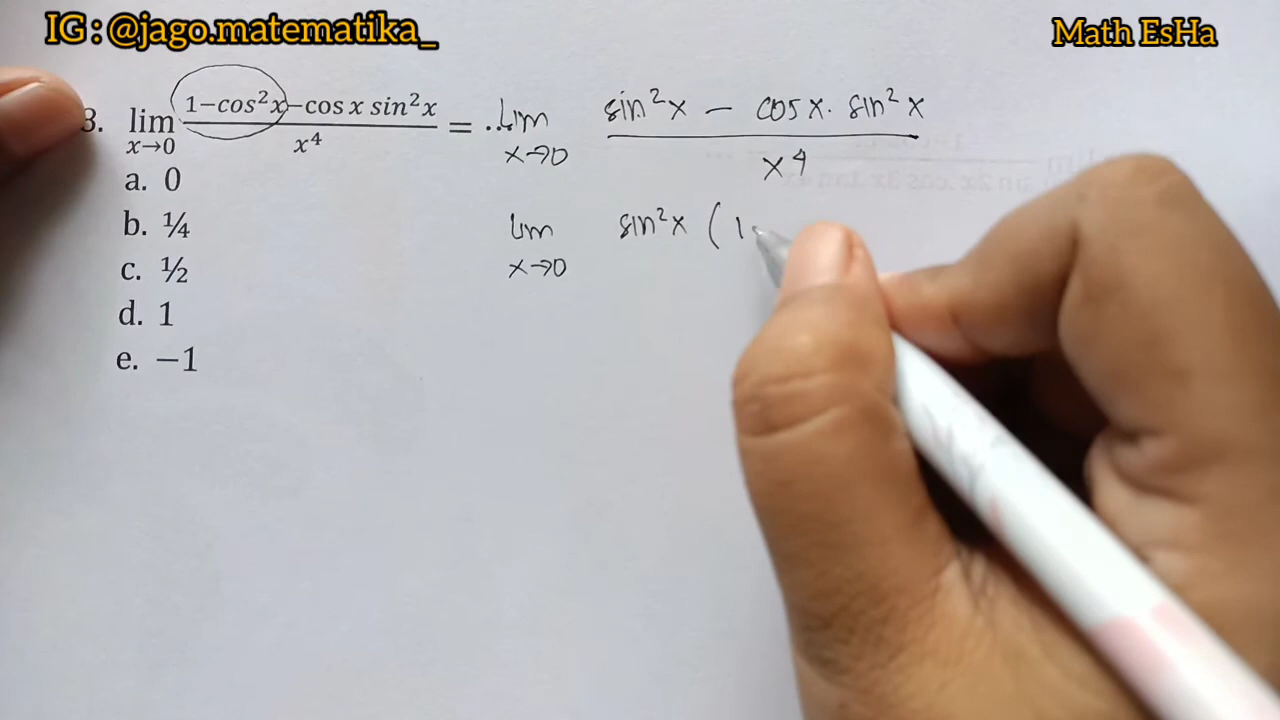 IG : @jago.matematika_
Math EsHa
3. lim x→0 (1−cos²x−cos x sin²x)/x⁴ = ...
a. 0
b. ¼
c. ½
d. 1
e. −1
lim x→0 (sin²x − cos x · sin²x)/x⁴
lim x→0 sin²x (1